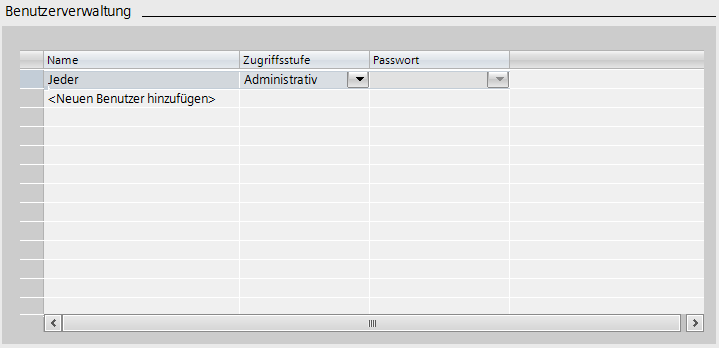 Benutzerverwaltung
Name Zugriffsstufe Passwort
Jeder Administrativ
<Neuen Benutzer hinzufügen>